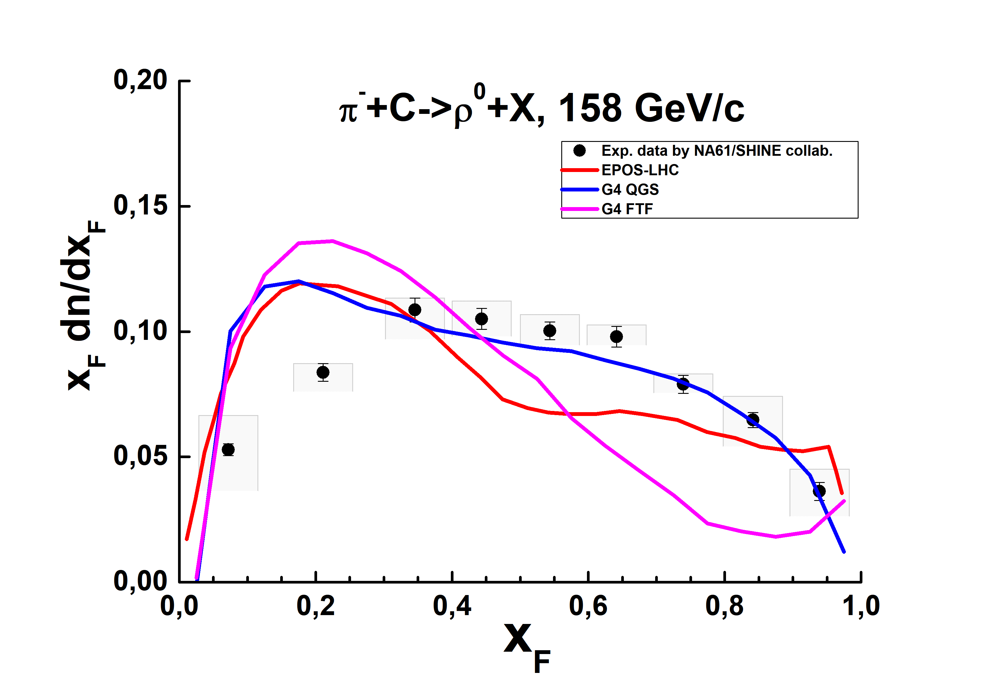 π⁻+C->ρ⁰+X, 158 GeV/c
Exp. data by NA61/SHINE collab.
EPOS-LHC
G4 QGS
G4 FTF
x_F dn/dx_F
0,20
0,15
0,10
0,05
0,00
0,0 0,2 0,4 0,6 0,8 1,0
x_F